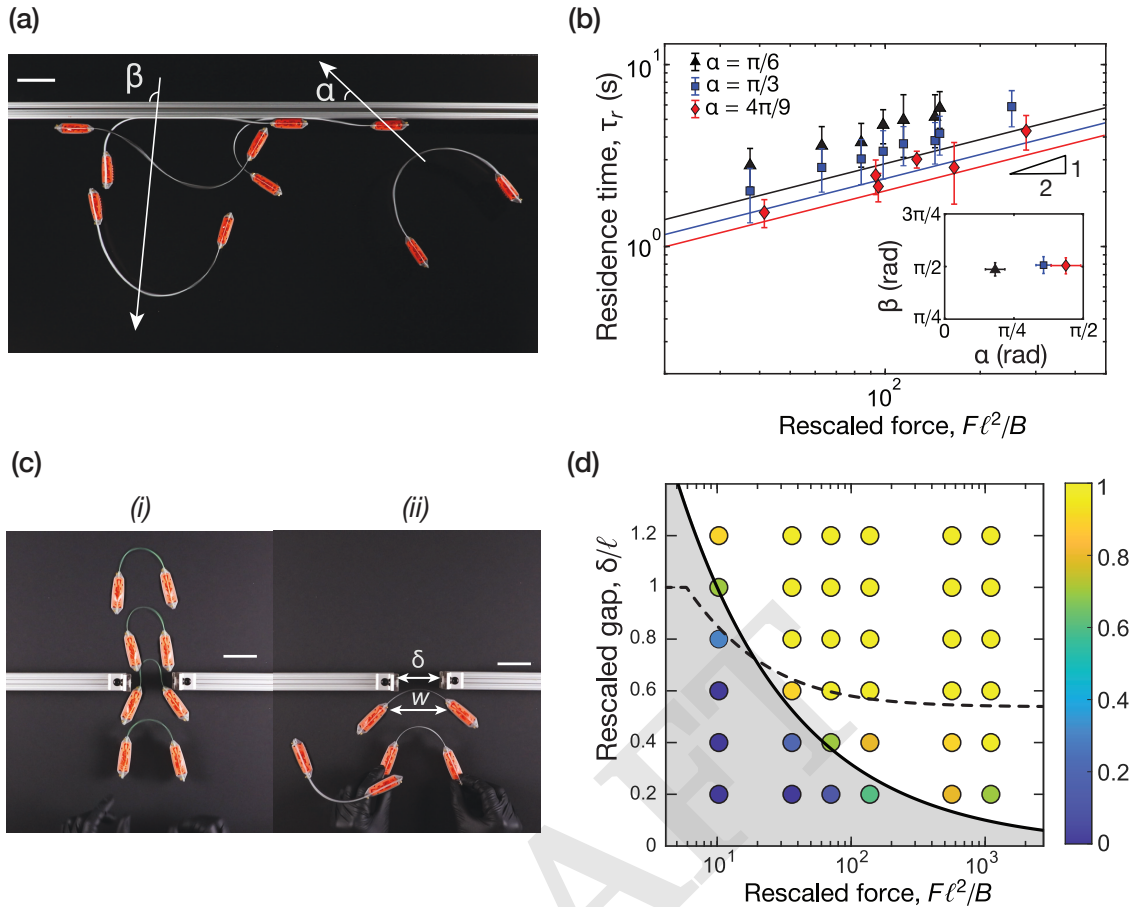 (a)
β
α
(b)
Residence time, τr (s)
10^1
10^0
α = π/6
α = π/3
α = 4π/9
1
2
β (rad)
3π/4
π/2
π/4
0
π/4
π/2
α (rad)
10^2
Rescaled force, Fℓ²/B
(c)
(i)
(ii)
δ
w
(d)
Rescaled gap, δ/ℓ
1.2
1
0.8
0.6
0.4
0.2
0
10^1
10^2
10^3
Rescaled force, Fℓ²/B
1
0.8
0.6
0.4
0.2
0
AFT